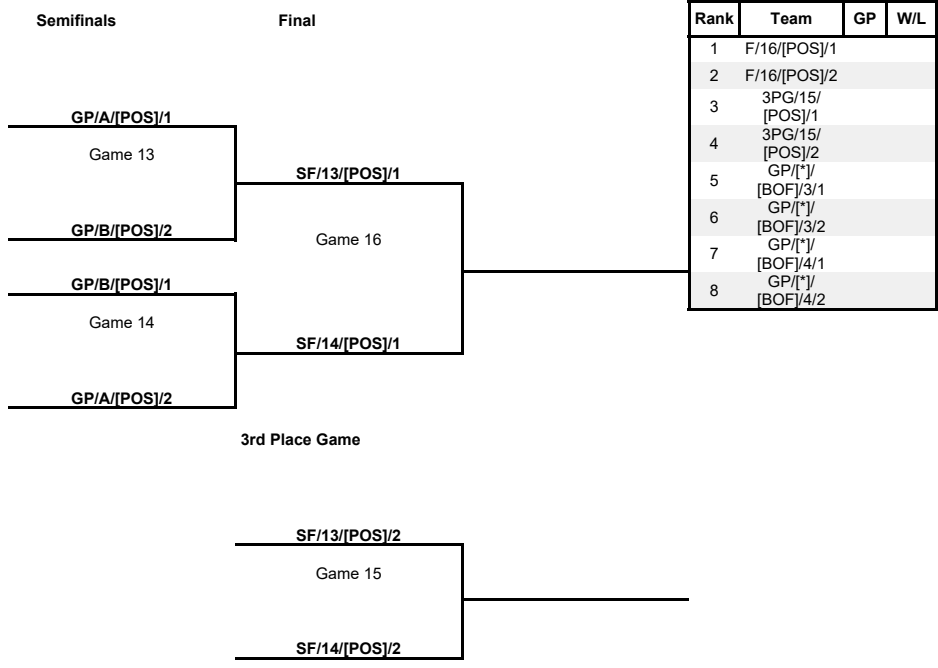 Semifinals
Final
GP/A/[POS]/1
Game 13
GP/B/[POS]/2
GP/B/[POS]/1
Game 14
GP/A/[POS]/2
SF/13/[POS]/1
Game 16
SF/14/[POS]/1
3rd Place Game
SF/13/[POS]/2
Game 15
SF/14/[POS]/2
Rank Team GP W/L
1 F/16/[POS]/1
2 F/16/[POS]/2
3 3PG/15/
[POS]/1
4 3PG/15/
[POS]/2
5 GP/[*]/
[BOF]/3/1
6 GP/[*]/
[BOF]/3/2
7 GP/[*]/
[BOF]/4/1
8 GP/[*]/
[BOF]/4/2